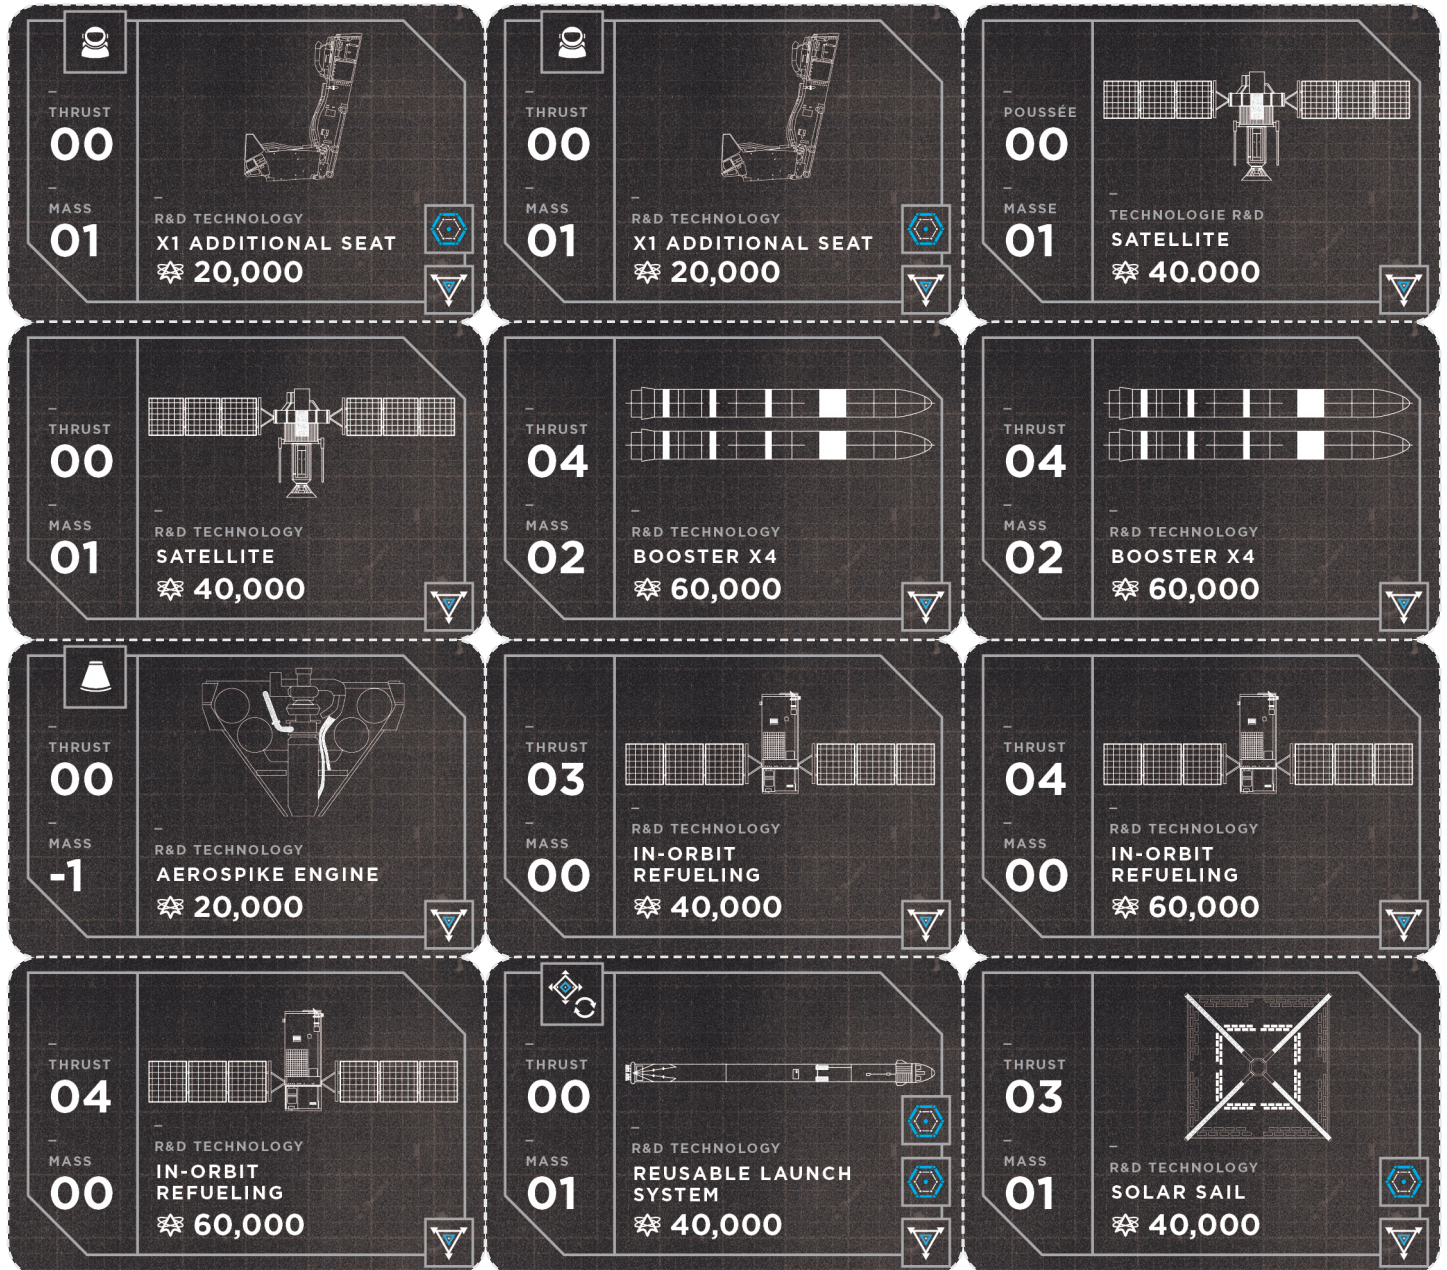 THRUST
00
MASS
01
R&D TECHNOLOGY
X1 ADDITIONAL SEAT
20,000
THRUST
00
MASS
01
R&D TECHNOLOGY
X1 ADDITIONAL SEAT
20,000
POUSSÉE
00
MASSE
01
TECHNOLOGIE R&D
SATELLITE
40.000
THRUST
00
MASS
01
R&D TECHNOLOGY
SATELLITE
40,000
THRUST
04
MASS
02
R&D TECHNOLOGY
BOOSTER X4
60,000
THRUST
04
MASS
02
R&D TECHNOLOGY
BOOSTER X4
60,000
THRUST
00
MASS
-1
R&D TECHNOLOGY
AEROSPIKE ENGINE
20,000
THRUST
03
MASS
00
R&D TECHNOLOGY
IN-ORBIT
REFUELING
40,000
THRUST
04
MASS
00
R&D TECHNOLOGY
IN-ORBIT
REFUELING
60,000
THRUST
04
MASS
00
R&D TECHNOLOGY
IN-ORBIT
REFUELING
60,000
THRUST
00
MASS
01
R&D TECHNOLOGY
REUSABLE LAUNCH
SYSTEM
40,000
THRUST
03
MASS
01
R&D TECHNOLOGY
SOLAR SAIL
40,000